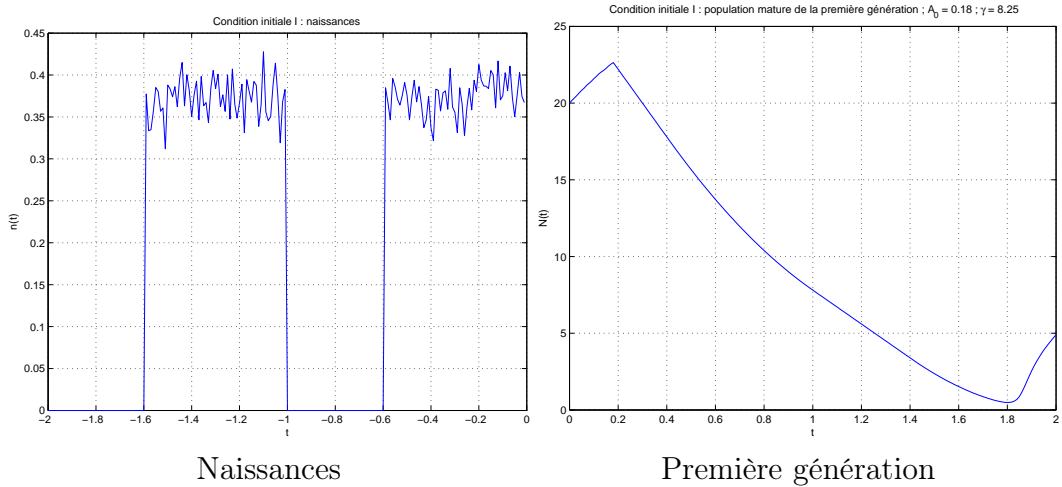 Condition initiale I : naissances
0.45
0.4
0.35
0.3
0.25
0.2
0.15
0.1
0.05
0
n(t)
−2 −1.8 −1.6 −1.4 −1.2 −1 −0.8 −0.6 −0.4 −0.2 0
t
Naissances
Condition initiale I : population mature de la première génération ; A0 = 0.18 ; γ = 8.25
25
20
15
10
5
0
N(t)
0 0.2 0.4 0.6 0.8 1 1.2 1.4 1.6 1.8 2
t
Première génération